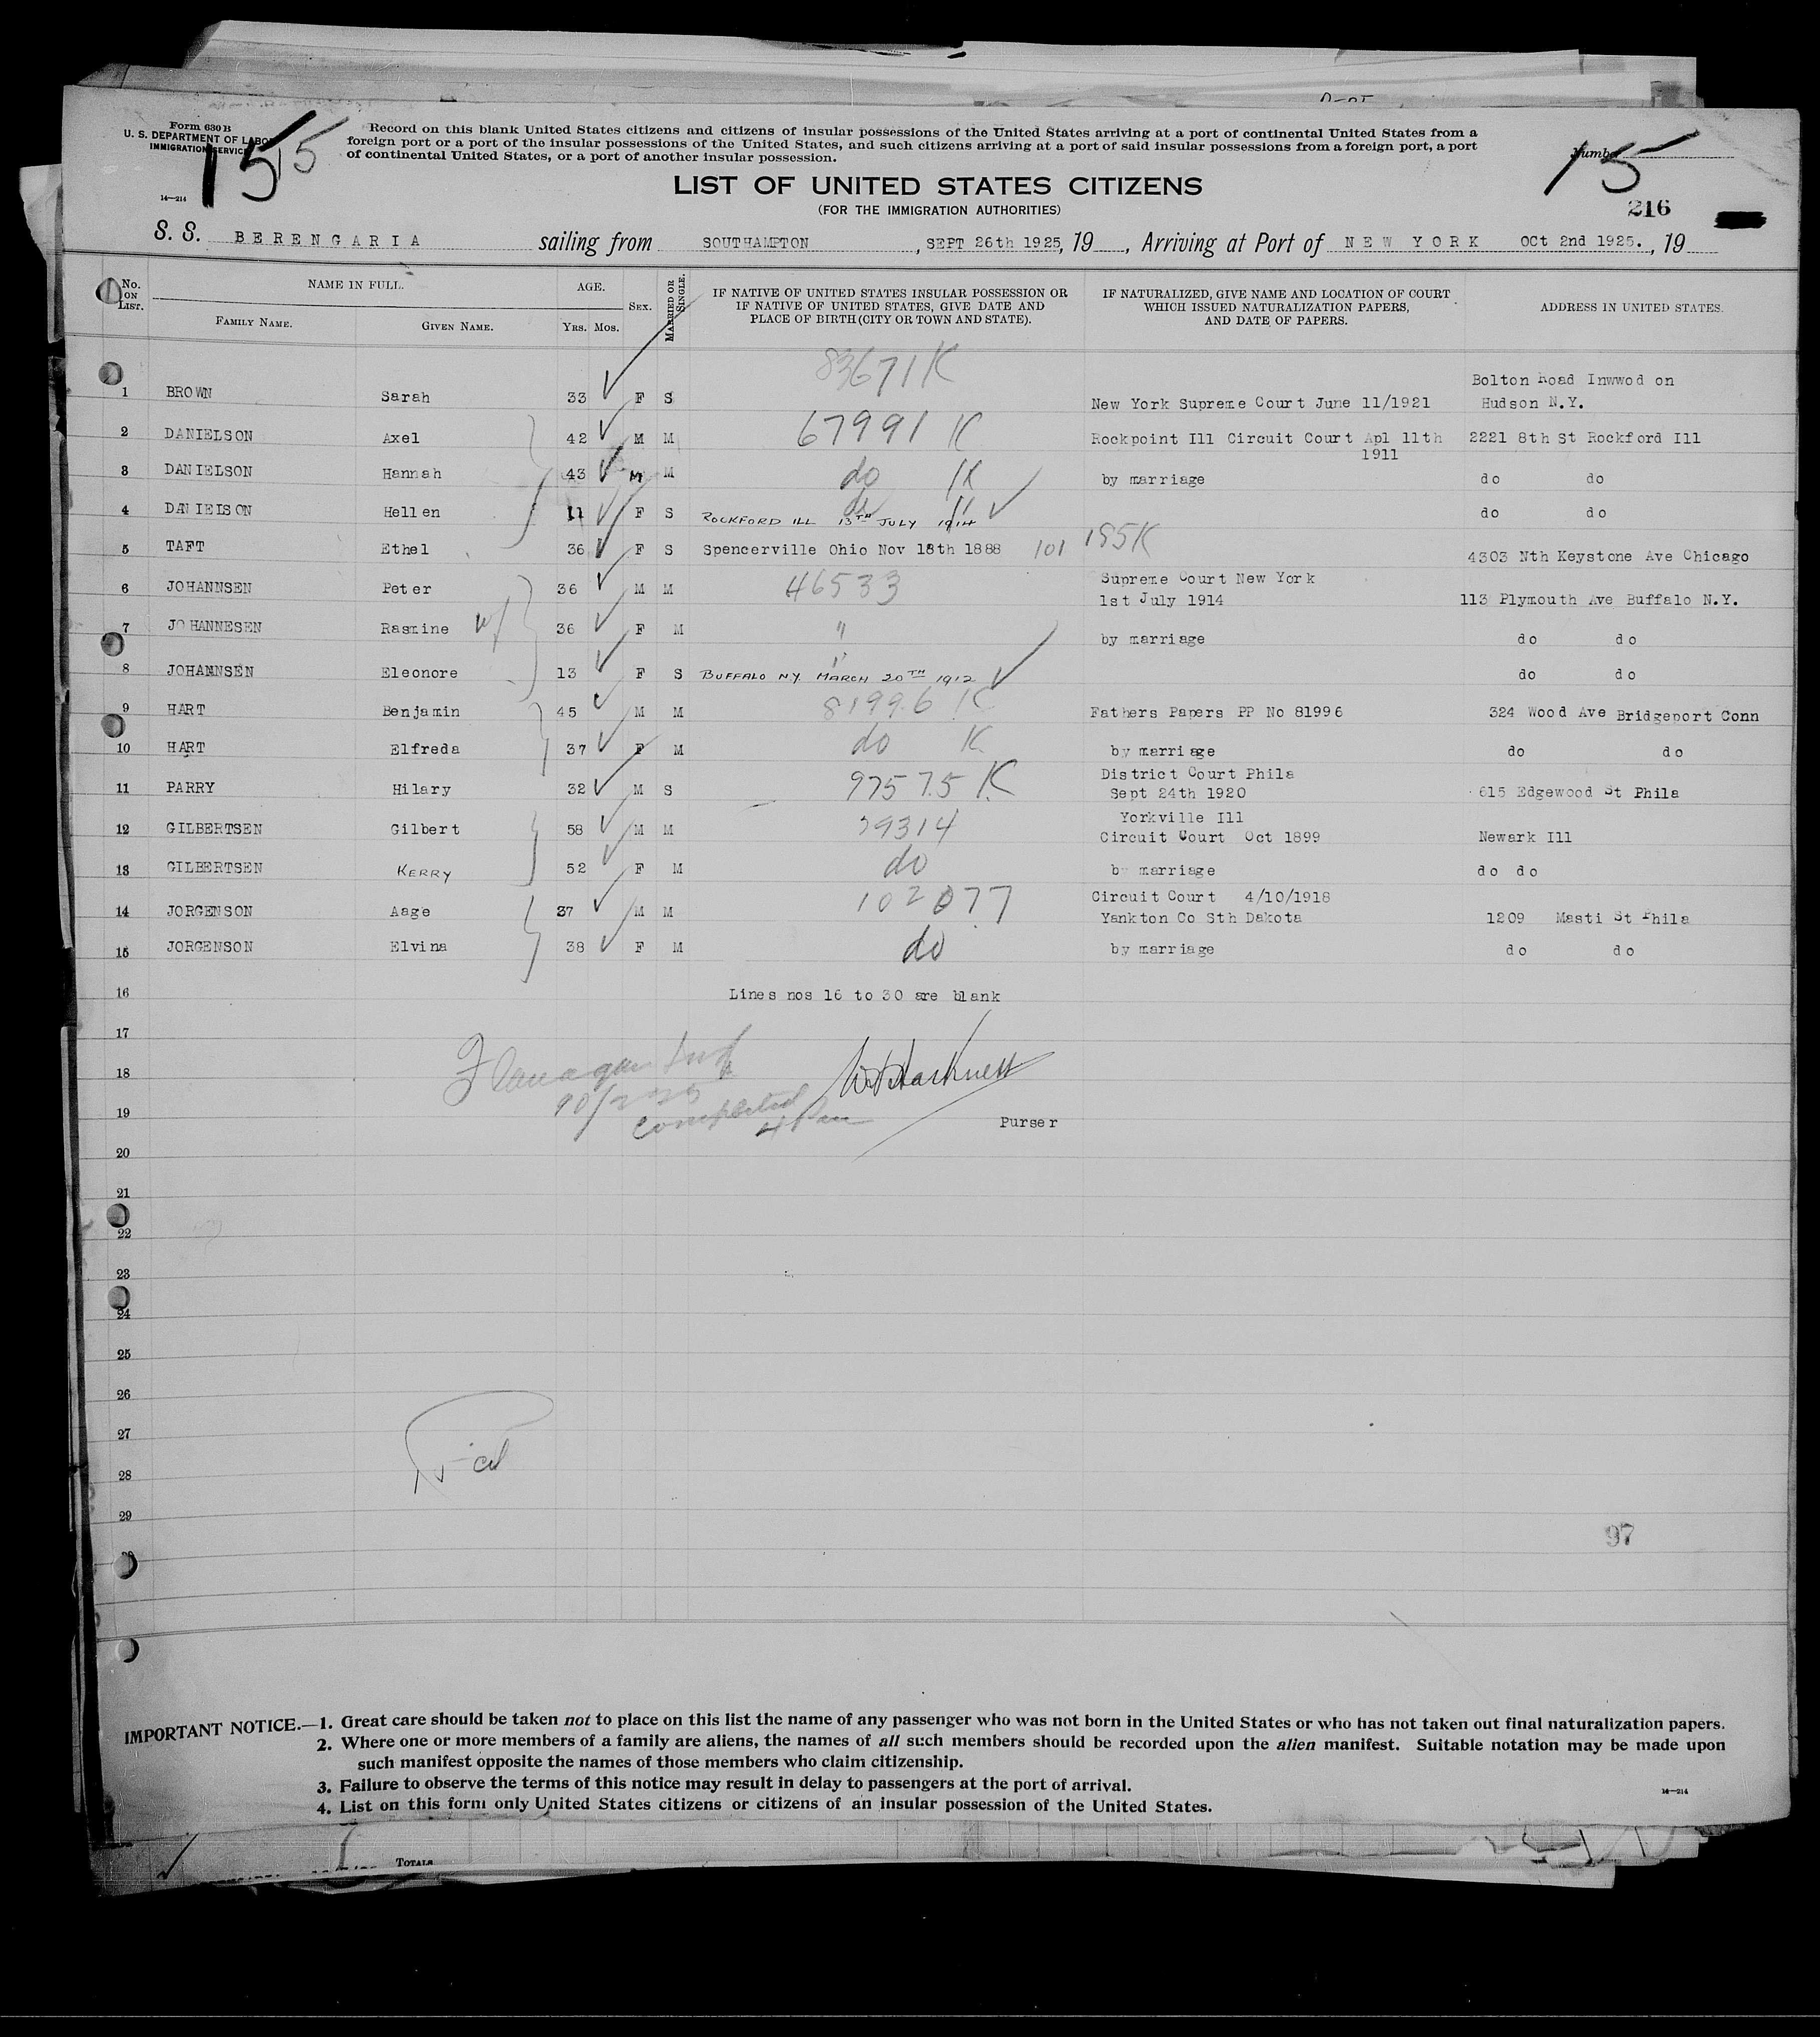 Form 630 B
U. S. DEPARTMENT OF LABOR
IMMIGRATION SERVICE
15 15
14—214
Record on this blank United States citizens and citizens of insular possessions of the United States arriving at a port of continental United States from a
foreign port or a port of the insular possessions of the United States, and such citizens arriving at a port of said insular possessions from a foreign port, a port
of continental United States, or a port of another insular possession.
Number
15
LIST OF UNITED STATES CITIZENS
(FOR THE IMMIGRATION AUTHORITIES)
216
S. S. BERENGARIA sailing from SOUTHAMPTON, SEPT 26th 1925, 19, Arriving at Port of NEW YORK Oct 2nd 1925., 19
No. ON LIST. NAME IN FULL. FAMILY NAME. GIVEN NAME. AGE. YRS. MOS. SEX. MARRIED OR SINGLE. IF NATIVE OF UNITED STATES INSULAR POSSESSION OR IF NATIVE OF UNITED STATES, GIVE DATE AND PLACE OF BIRTH (CITY OR TOWN AND STATE). IF NATURALIZED, GIVE NAME AND LOCATION OF COURT WHICH ISSUED NATURALIZATION PAPERS, AND DATE OF PAPERS. ADDRESS IN UNITED STATES.
1 BROWN Sarah 33 F S 83671 K New York Supreme Court June 11/1921 Bolton Road Inwwod on Hudson N.Y.
2 DANIELSON Axel 42 M M 67991 K Rockpoint Ill Circuit Court Apl 11th 1911 2221 8th St Rockford Ill
3 DANIELSON Hannah 43 M M do K by marriage do do
4 DANIELSON Hellen 11 F S do " ROCKFORD ILL 13TH JULY 1914 do do
5 TAFT Ethel 36 F S Spencerville Ohio Nov 18th 1888 101 195K 4303 Nth Keystone Ave Chicago
6 JOHANNSEN Peter 36 M M 46533 Supreme Court New York 1st July 1914 113 Plymouth Ave Buffalo N.Y.
7 JOHANNESEN Rasmine 36 F M " by marriage do do
8 JOHANNSEN Eleonore 13 F S " BUFFALO NY. MARCH 20TH 1912 do do
9 HART Benjamin 45 M M 81996 K Fathers Papers PP No 81996 324 Wood Ave Bridgeport Conn
10 HART Elfreda 37 F M do K by marriage do do
11 PARRY Hilary 32 M S 97575 K District Court Phila Sept 24th 1920 615 Edgewood St Phila
12 GILBERTSEN Gilbert 58 M M 79314 Yorkville Ill Circuit Court Oct 1899 Newark Ill
13 GILBERTSEN KERRY 52 F M do by marriage do do
14 JORGENSON Aage 37 M M 102077 Circuit Court 4/10/1918 Yankton Co Sth Dakota 1209 Masti St Phila
15 JORGENSON Elvina 38 F M do by marriage do do
16 Lines nos 16 to 30 are blank
17
18 Flanagan
19 completed 4 Pm Purser
20
21
22
23
24
25
26
27
28
29
97
IMPORTANT NOTICE.—1. Great care should be taken not to place on this list the name of any passenger who was not born in the United States or who has not taken out final naturalization papers.
2. Where one or more members of a family are aliens, the names of all such members should be recorded upon the alien manifest. Suitable notation may be made upon
such manifest opposite the names of those members who claim citizenship.
3. Failure to observe the terms of this notice may result in delay to passengers at the port of arrival.
4. List on this form only United States citizens or citizens of an insular possession of the United States.
14—214
TOTALS